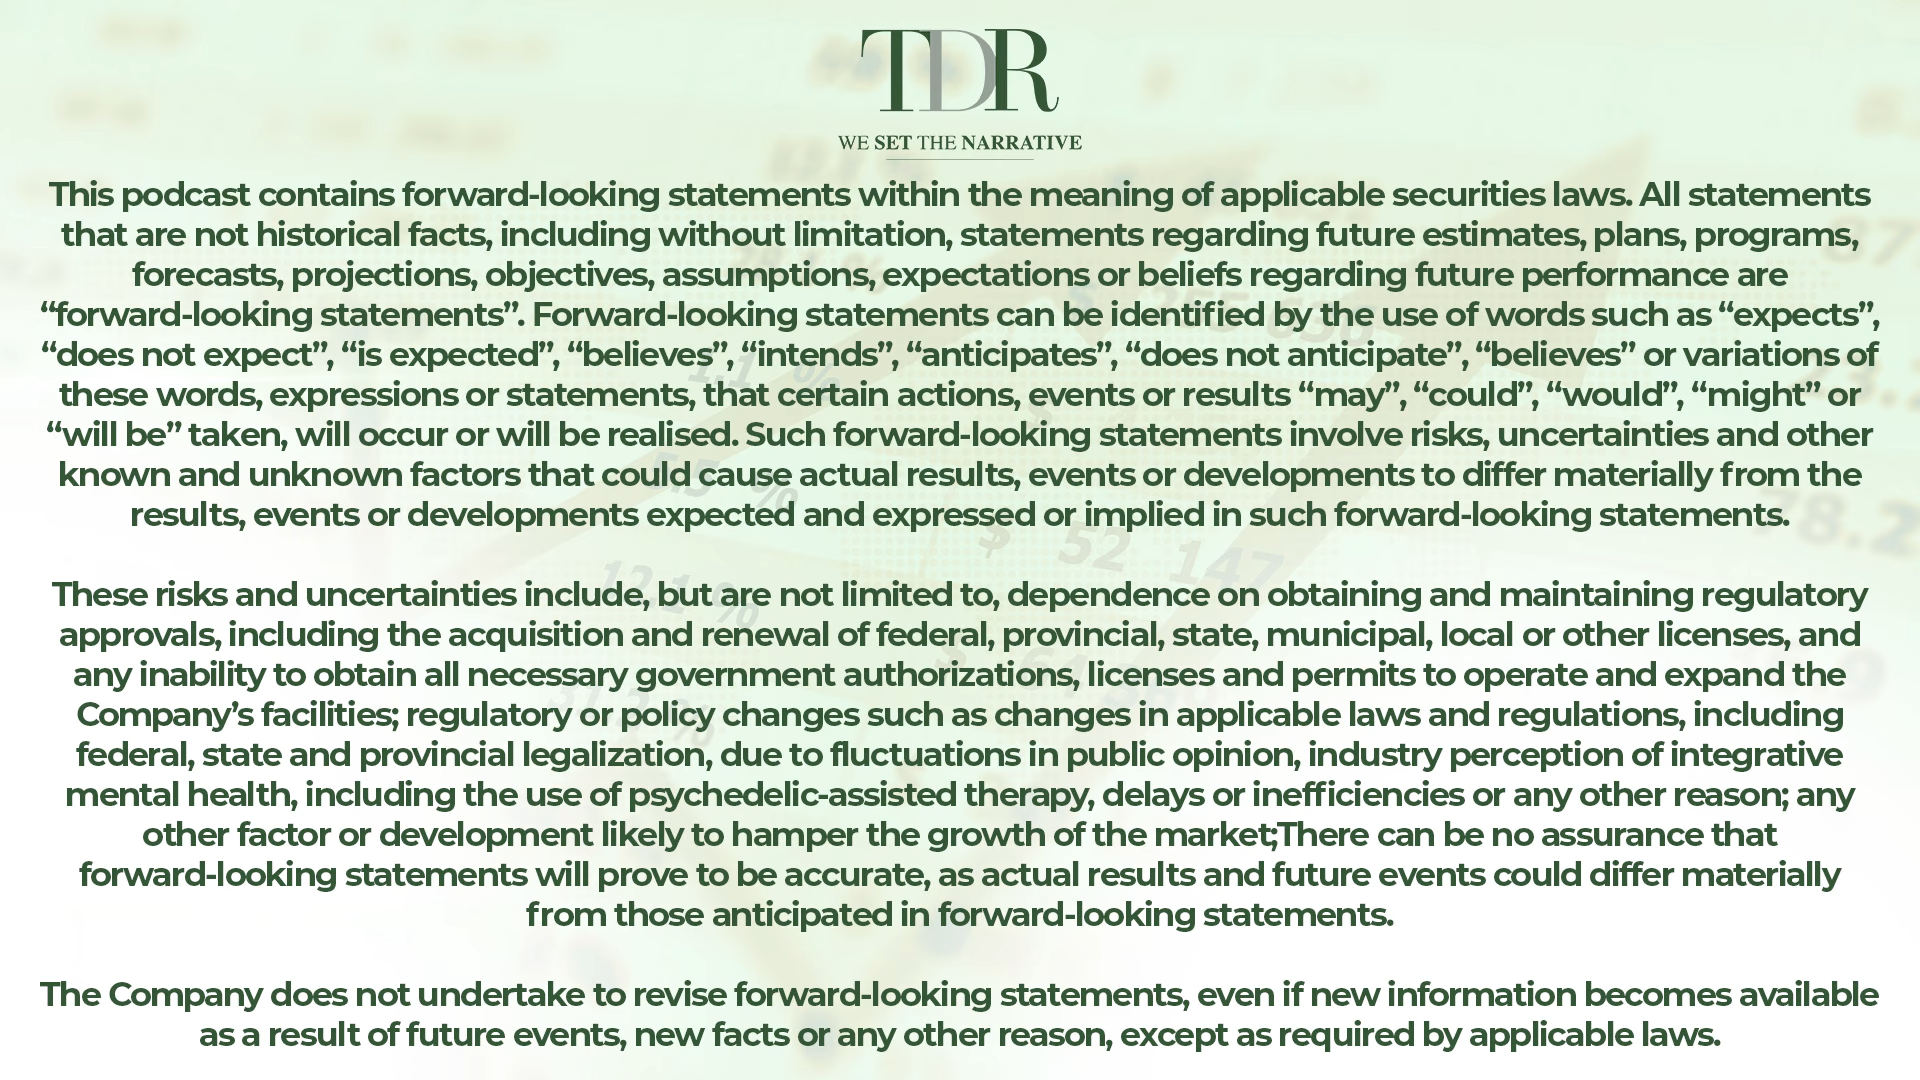 TDR
WE SET THE NARRATIVE
This podcast contains forward-looking statements within the meaning of applicable securities laws. All statements
that are not historical facts, including without limitation, statements regarding future estimates, plans, programs,
forecasts, projections, objectives, assumptions, expectations or beliefs regarding future performance are
“forward-looking statements”. Forward-looking statements can be identified by the use of words such as “expects”,
“does not expect”, “is expected”, “believes”, “intends”, “anticipates”, “does not anticipate”, “believes” or variations of
these words, expressions or statements, that certain actions, events or results “may”, “could”, “would”, “might” or
“will be” taken, will occur or will be realised. Such forward-looking statements involve risks, uncertainties and other
known and unknown factors that could cause actual results, events or developments to differ materially from the
results, events or developments expected and expressed or implied in such forward-looking statements.
These risks and uncertainties include, but are not limited to, dependence on obtaining and maintaining regulatory
approvals, including the acquisition and renewal of federal, provincial, state, municipal, local or other licenses, and
any inability to obtain all necessary government authorizations, licenses and permits to operate and expand the
Company’s facilities; regulatory or policy changes such as changes in applicable laws and regulations, including
federal, state and provincial legalization, due to fluctuations in public opinion, industry perception of integrative
mental health, including the use of psychedelic-assisted therapy, delays or inefficiencies or any other reason; any
other factor or development likely to hamper the growth of the market;There can be no assurance that
forward-looking statements will prove to be accurate, as actual results and future events could differ materially
from those anticipated in forward-looking statements.
The Company does not undertake to revise forward-looking statements, even if new information becomes available
as a result of future events, new facts or any other reason, except as required by applicable laws.
1.1 %
12.1 %
$ 52 147
78.2